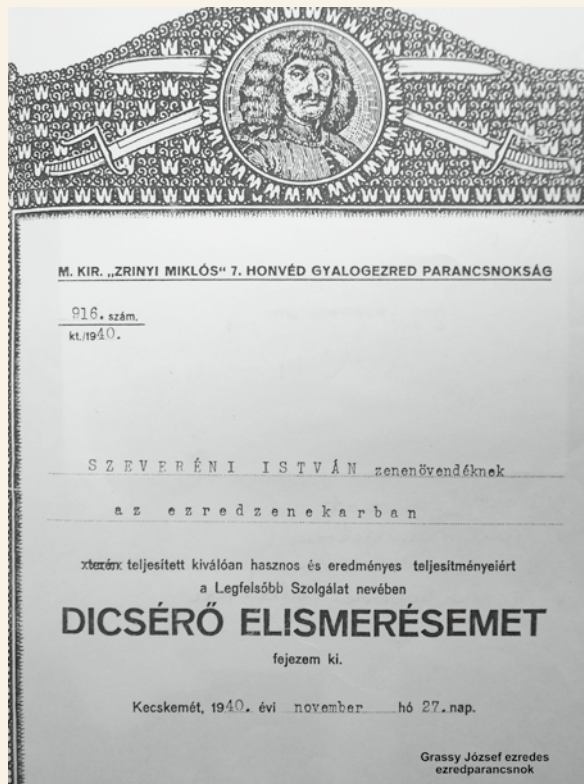 M. KIR. „ZRINYI MIKLÓS“ 7. HONVÉD GYALOGEZRED PARANCSNOKSÁG
916. szám.
kt./1940.
SZEVERÉNI ISTVÁN zenenövendéknek
az ezredzenekarban
terén teljesített kiválóan hasznos és eredményes teljesítményeiért
a Legfelsőbb Szolgálat nevében
DICSÉRŐ ELISMERÉSEMET
fejezem ki.
Kecskemét, 1940. évi november hó 27. nap.
Grassy József ezredes
ezredparancsnok